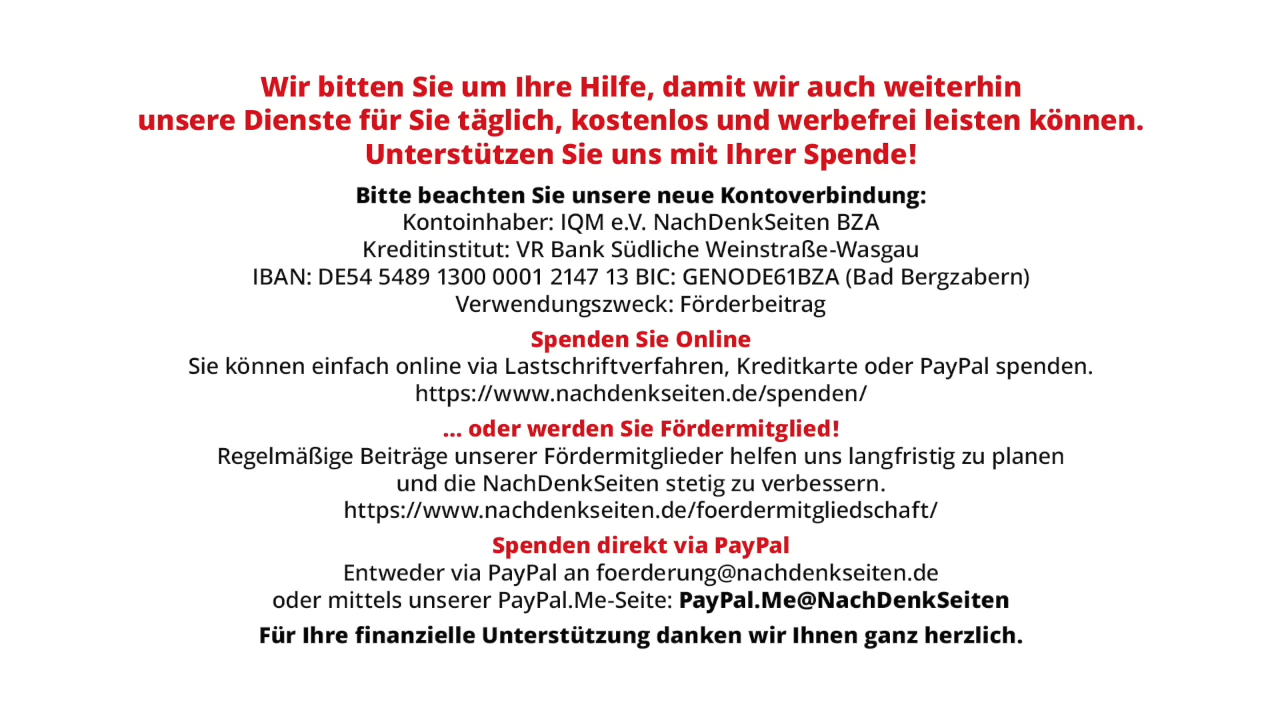 Wir bitten Sie um Ihre Hilfe, damit wir auch weiterhin
unsere Dienste für Sie täglich, kostenlos und werbefrei leisten können.
Unterstützen Sie uns mit Ihrer Spende!
Bitte beachten Sie unsere neue Kontoverbindung:
Kontoinhaber: IQM e.V. NachDenkSeiten BZA
Kreditinstitut: VR Bank Südliche Weinstraße-Wasgau
IBAN: DE54 5489 1300 0001 2147 13 BIC: GENODE61BZA (Bad Bergzabern)
Verwendungszweck: Förderbeitrag
Spenden Sie Online
Sie können einfach online via Lastschriftverfahren, Kreditkarte oder PayPal spenden.
https://www.nachdenkseiten.de/spenden/
... oder werden Sie Fördermitglied!
Regelmäßige Beiträge unserer Fördermitglieder helfen uns langfristig zu planen
und die NachDenkSeiten stetig zu verbessern.
https://www.nachdenkseiten.de/foerdermitgliedschaft/
Spenden direkt via PayPal
Entweder via PayPal an foerderung@nachdenkseiten.de
oder mittels unserer PayPal.Me-Seite: PayPal.Me@NachDenkSeiten
Für Ihre finanzielle Unterstützung danken wir Ihnen ganz herzlich.